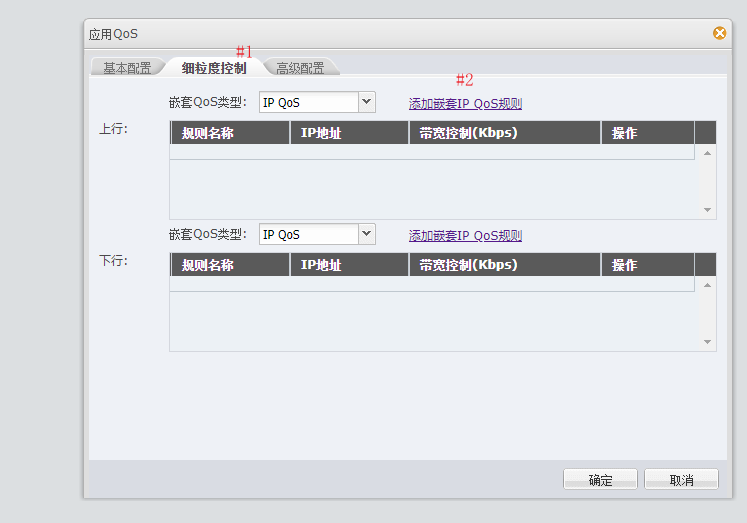 应用QoS
#1
基本配置 细粒度控制 高级配置
#2
嵌套QoS类型: IP QoS 添加嵌套IP QoS规则
上行:
规则名称 IP地址 带宽控制(Kbps) 操作
嵌套QoS类型: IP QoS 添加嵌套IP QoS规则
下行:
规则名称 IP地址 带宽控制(Kbps) 操作
确定 取消